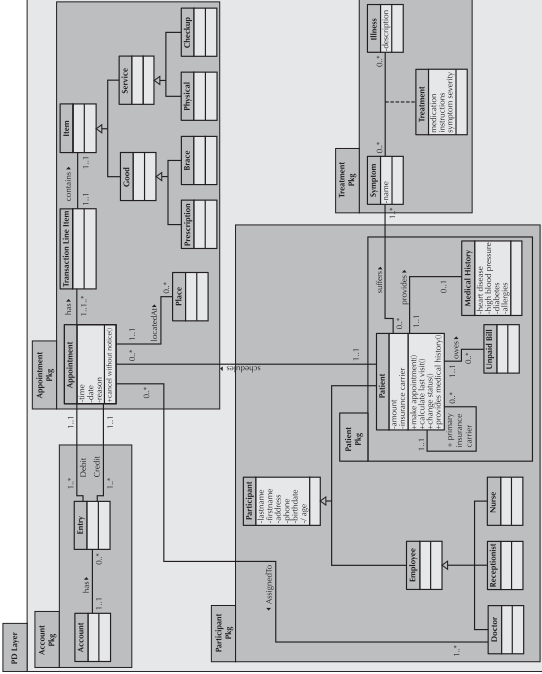 PD Layer
Account
Pkg
Account
has
1..1
0..*
Entry
1..*
Debit
1..1
1..*
Credit
1..1
Appointment
Pkg
Appointment
-time
-date
-reason
+cancel without notice()
has
1..1
1..*
Transaction Line Item
contains
1..1
1..1
Item
Good
Service
Prescription
Brace
Physical
Checkup
1..1
locatedAt
0..*
Place
0..*
0..*
schedules
1..1
AssignedTo
1..*
Participant
Pkg
Participant
-lastname
-firstname
-address
-phone
-birthdate
-/ age
Employee
Doctor
Receptionist
Nurse
Patient
Pkg
Patient
-amount
-insurance carrier
+make appointment()
+calculate last visit()
+change status()
+provides medical history()
1..1
0..*
+ primary
insurance
carrier
suffers
0..*
1..*
provides
1..1
0..1
Medical History
-heart disease
-high blood pressure
-diabetes
-allergies
owes
1..1
0..*
Unpaid Bill
Treatment
Pkg
Symptom
-name
0..*
0..*
Illness
-description
Treatment
medication
instructions
symptom severity